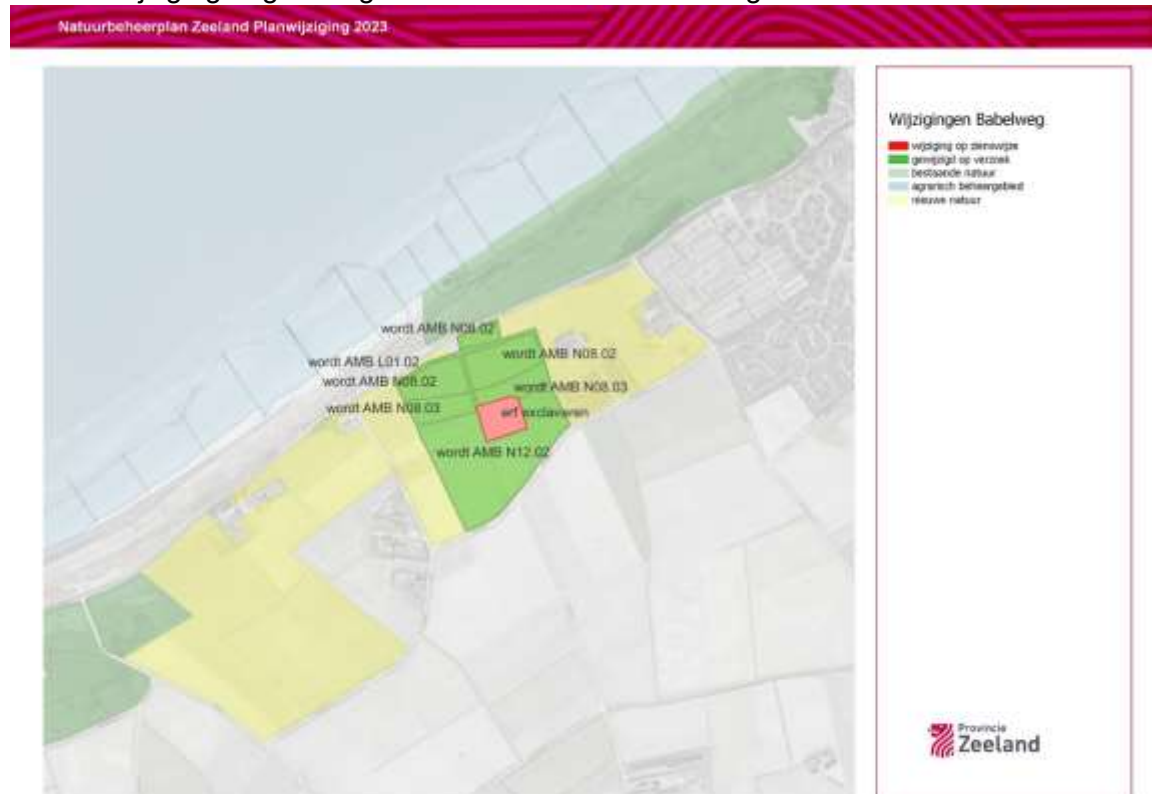 Natuurbeheerplan Zeeland Planwijziging 2023
Wijzigingen Babelweg
wijziging op zienswijze
gewijzigd op verzoek
bestaande natuur
agrarisch beheergebied
nieuwe natuur
wordt AMB N08.02
wordt AMB L01.02
wordt AMB N08.02
wordt AMB N08.02
wordt AMB N08.03
wordt AMB N08.03
erf exclaveren
wordt AMB N12.02
Provincie
Zeeland